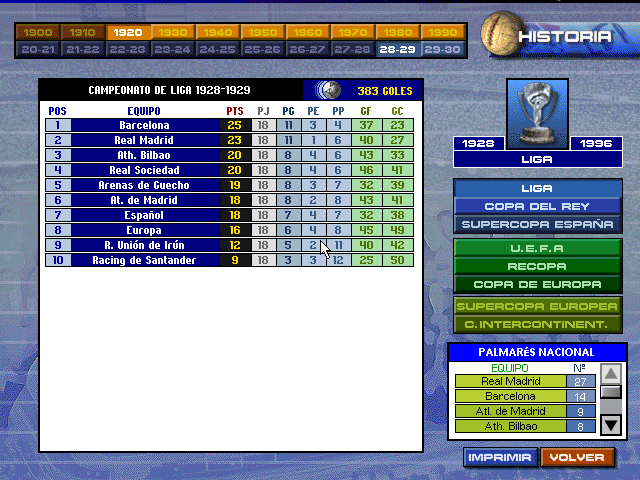 1900 1910 1920 1930 1940 1950 1960 1970 1980 1990
20-21 21-22 22-23 23-24 24-25 25-26 26-27 27-28 28-29 29-30
HISTORIA
CAMPEONATO DE LIGA 1928-1929 383 GOLES
POS EQUIPO PTS PJ PG PE PP GF GC
1 Barcelona 25 18 11 3 4 37 23
2 Real Madrid 23 18 11 1 6 40 27
3 Ath. Bilbao 20 18 8 4 6 43 33
4 Real Sociedad 20 18 8 4 6 46 41
5 Arenas de Guecho 19 18 8 3 7 32 39
6 At. de Madrid 18 18 8 2 8 43 41
7 Español 18 18 7 4 7 32 38
8 Europa 16 18 6 4 8 45 49
9 R. Unión de Irún 12 18 5 2 11 40 42
10 Racing de Santander 9 18 3 3 12 25 50
1928 1996
LIGA
LIGA
COPA DEL REY
SUPERCOPA ESPAÑA
U.E.F.A
RECOPA
COPA DE EUROPA
SUPERCOPA EUROPEA
C.INTERCONTINENT.
PALMARéS NACIONAL
EQUIPO Nº
Real Madrid 27
Barcelona 14
Atl. de Madrid 9
Ath. Bilbao 8
IMPRIMIR VOLVER